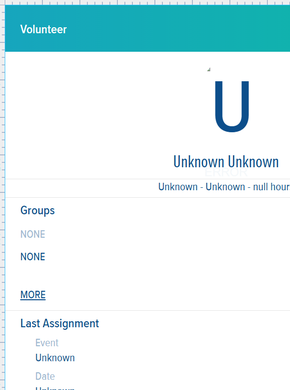 Volunteer
U
Unknown Unknown
Unknown - Unknown - null hour
Groups
NONE
NONE
MORE
Last Assignment
Event
Unknown
Date
Unknown